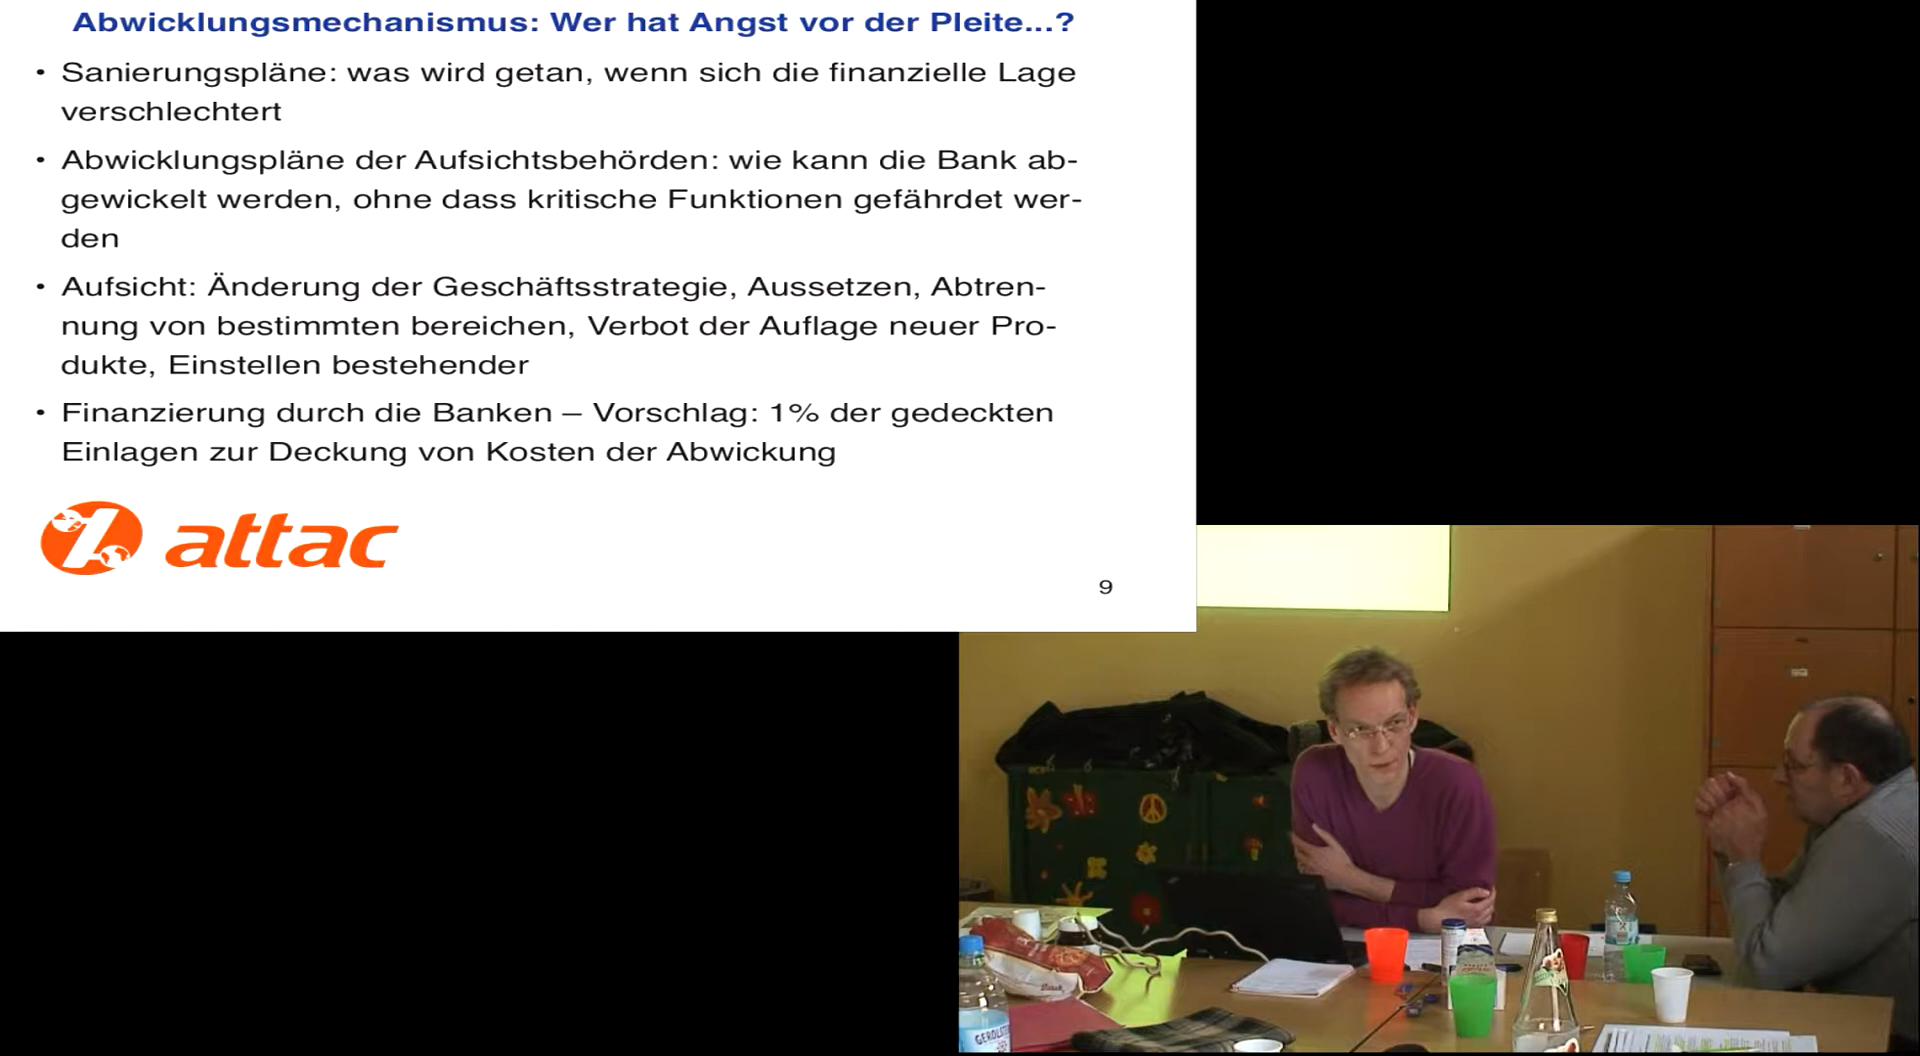 Abwicklungsmechanismus: Wer hat Angst vor der Pleite...?
• Sanierungspläne: was wird getan, wenn sich die finanzielle Lage
verschlechtert
• Abwicklungspläne der Aufsichtsbehörden: wie kann die Bank ab-
gewickelt werden, ohne dass kritische Funktionen gefährdet wer-
den
• Aufsicht: Änderung der Geschäftsstrategie, Aussetzen, Abtren-
nung von bestimmten bereichen, Verbot der Auflage neuer Pro-
dukte, Einstellen bestehender
• Finanzierung durch die Banken – Vorschlag: 1% der gedeckten
Einlagen zur Deckung von Kosten der Abwickung
attac
9